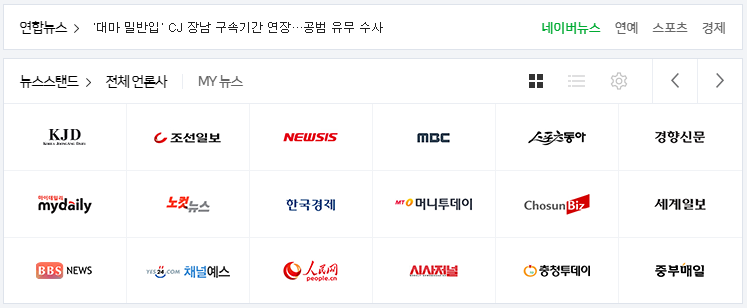 연합뉴스 > '대마 밀반입' CJ 장남 구속기간 연장…공범 유무 수사 네이버뉴스 연예 스포츠 경제
뉴스스탠드 > 전체 언론사 MY 뉴스
KJD 조선일보 NEWSIS MBC 스포츠동아 경향신문
KOREA JOONGANG DAILY
마이데일리
mydaily 노컷뉴스 한국경제 MT 머니투데이 ChosunBiz 세계일보
BBS NEWS YES24.COM 채널예스 人民网 시사저널 충청투데이 중부매일
people.cn